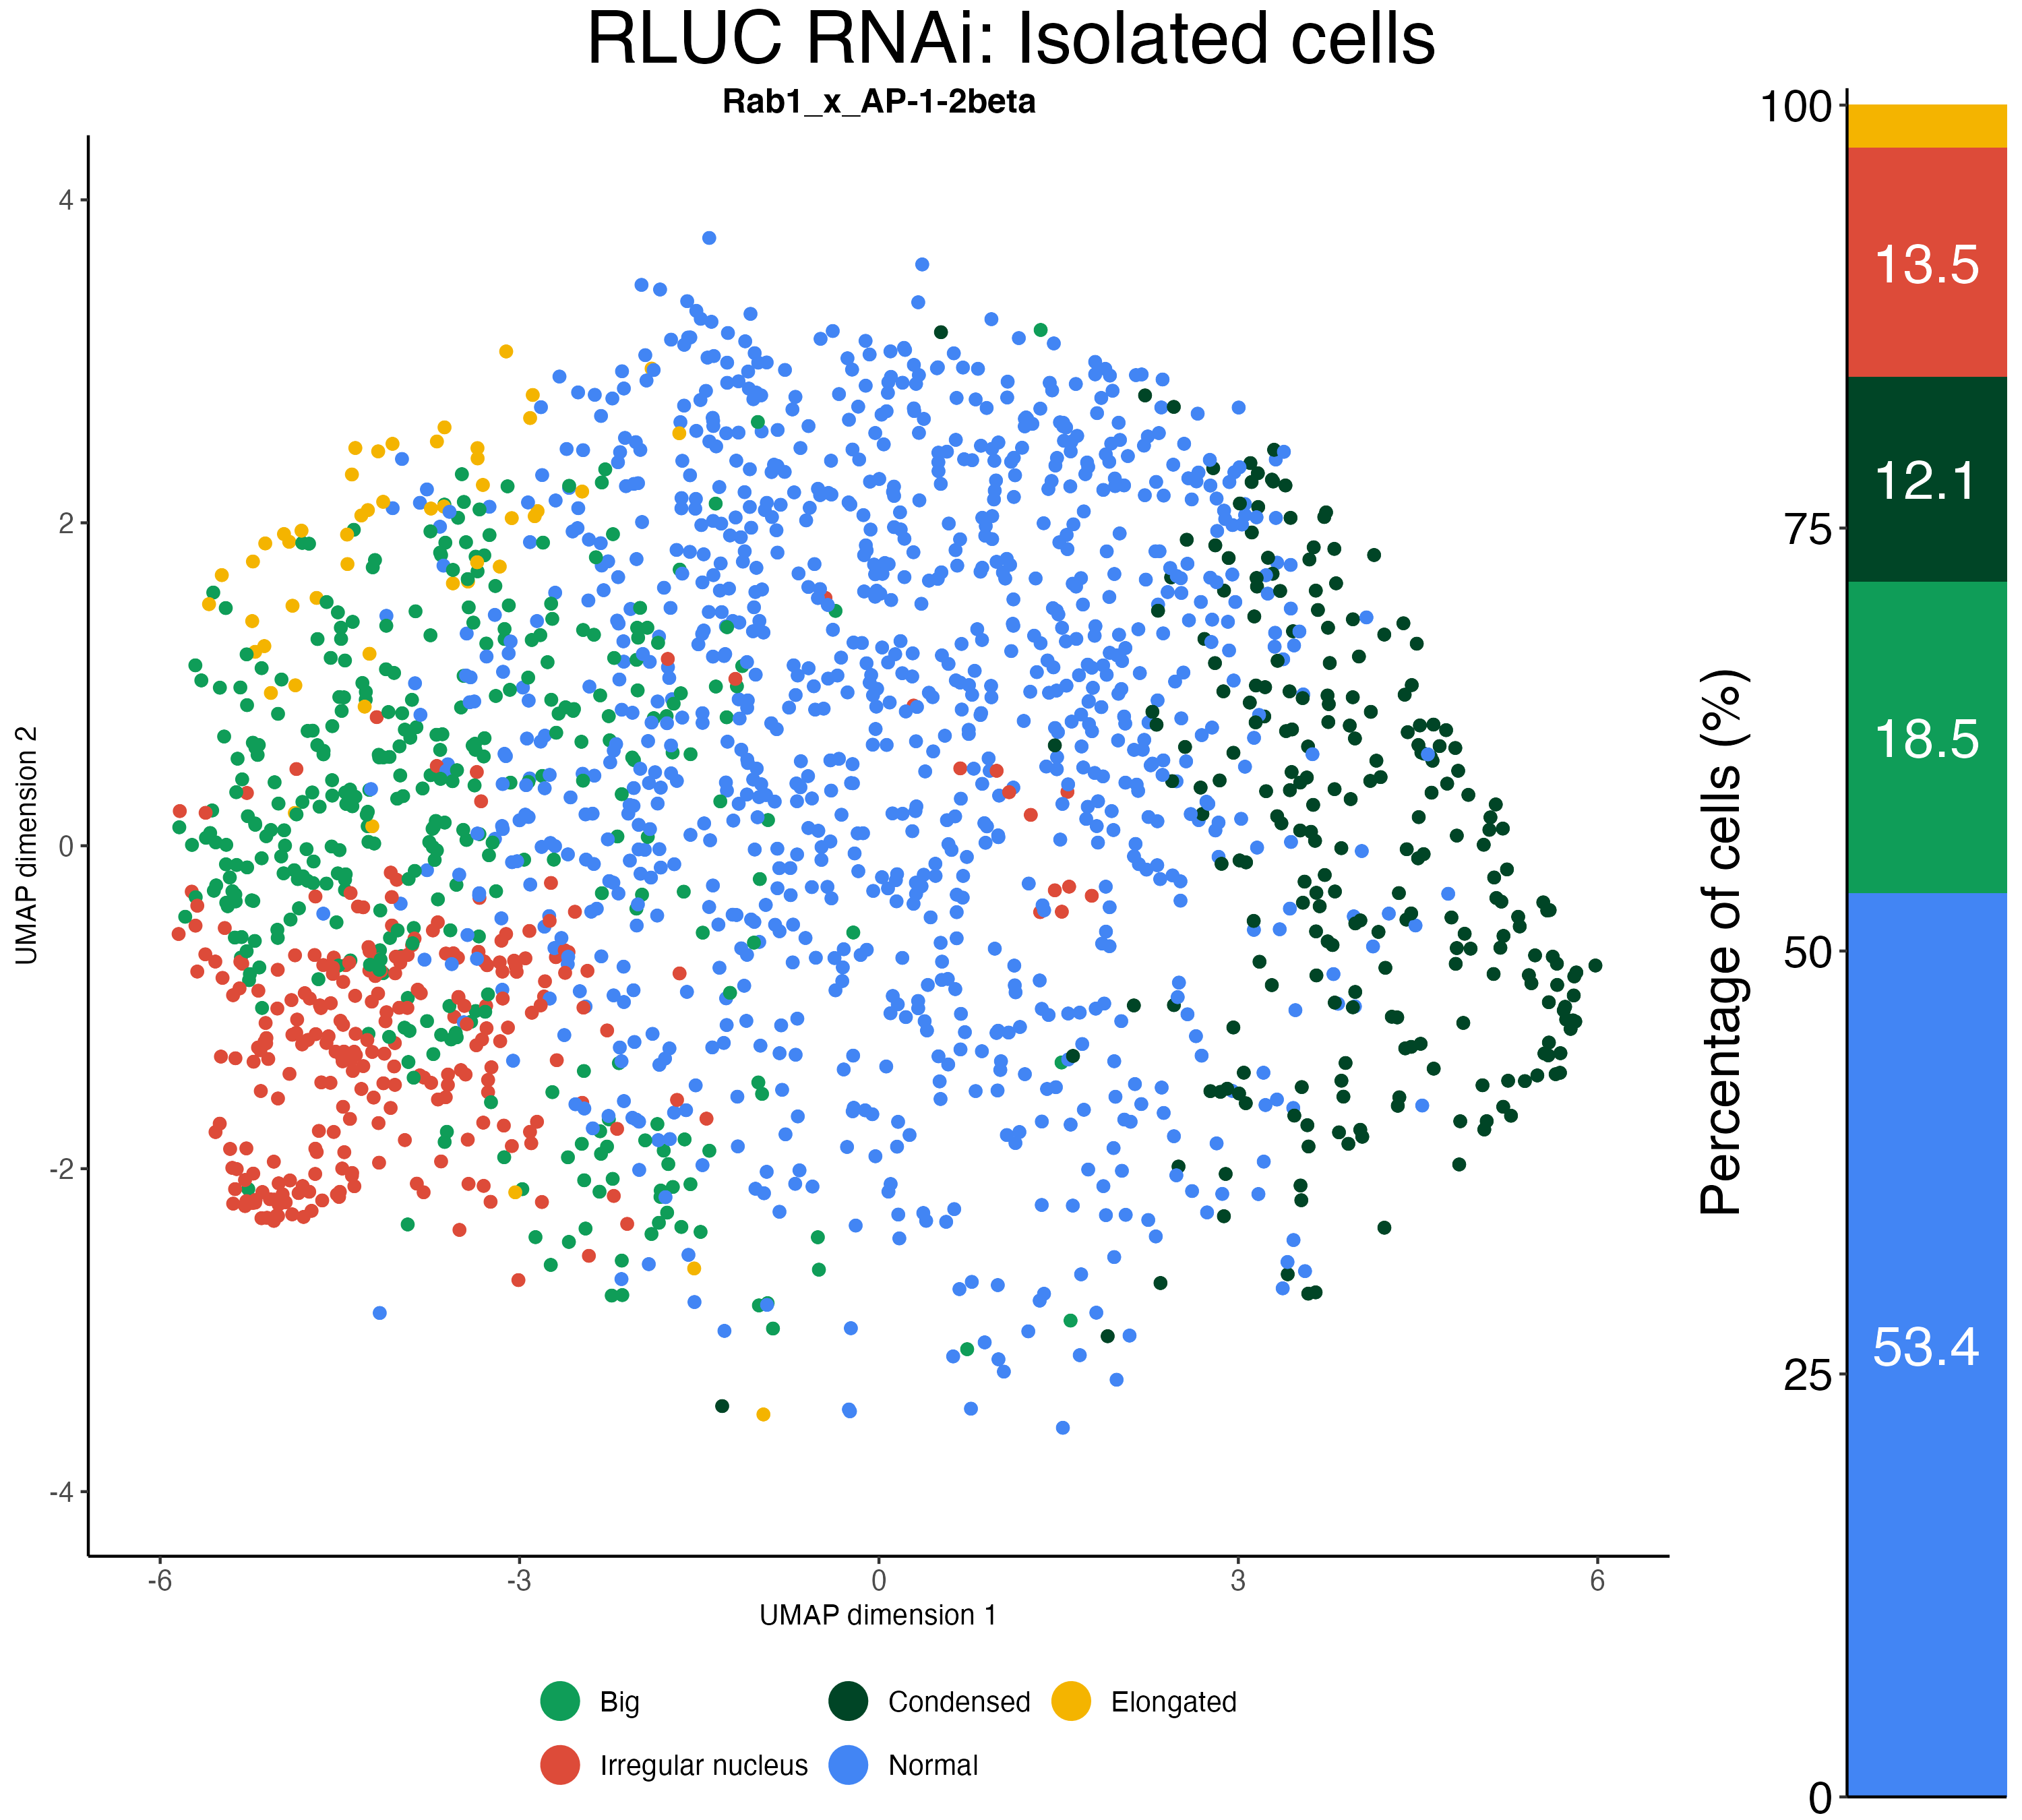 RLUC RNAi: Isolated cells
Rab1_x_AP-1-2beta
UMAP dimension 2
4
2
0
-2
-4
-6
-3
0
3
6
UMAP dimension 1
Big
Condensed
Elongated
Irregular nucleus
Normal
Percentage of cells (%)
100
75
50
25
0
13.5
12.1
18.5
53.4